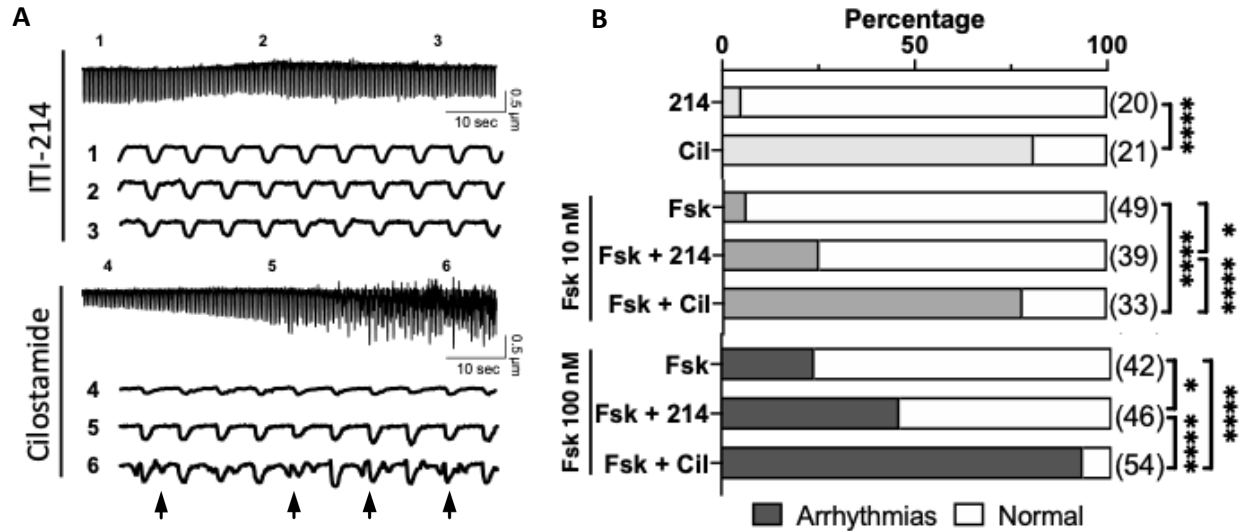 A
1 2 3
ITI-214
0.5 µm
10 sec
1
2
3
4 5 6
Cilostamide
0.5 µm
10 sec
4
5
6
B
Percentage
0 50 100
214 (20)
Cil (21)
****
Fsk 10 nM
Fsk (49)
Fsk + 214 (39)
Fsk + Cil (33)
**** * ****
Fsk 100 nM
Fsk (42)
Fsk + 214 (46)
Fsk + Cil (54)
* **** ****
Arrhythmias Normal